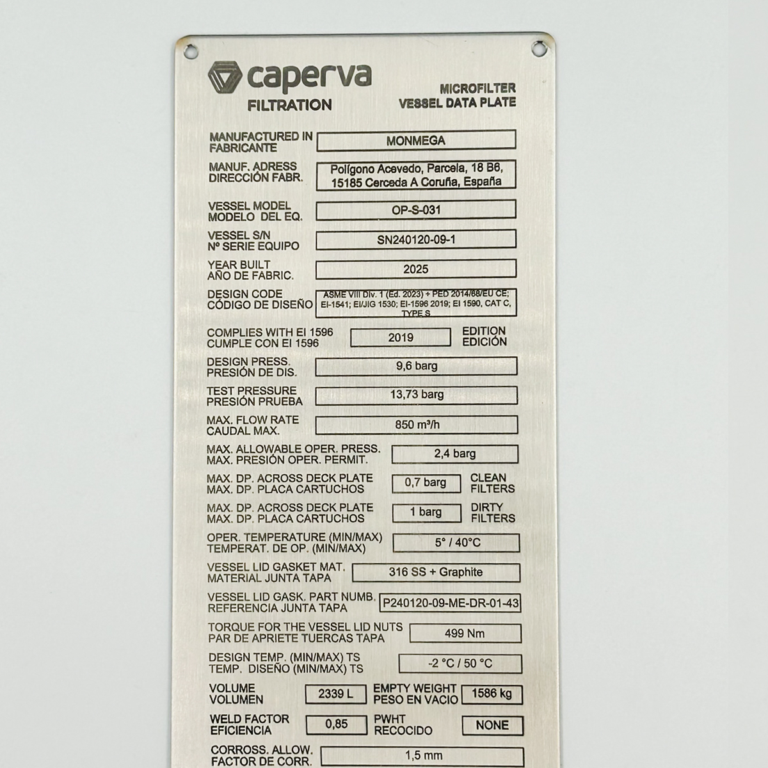 caperva
FILTRATION
MICROFILTER
VESSEL DATA PLATE
MANUFACTURED IN
FABRICANTE
MONMEGA
MANUF. ADRESS
DIRECCIÓN FABR.
Polígono Acevedo, Parcela, 18 B6,
15185 Cerceda A Coruña, España
VESSEL MODEL
MODELO DEL EQ.
OP-S-031
VESSEL S/N
Nº SERIE EQUIPO
SN240120-09-1
YEAR BUILT
AÑO DE FABRIC.
2025
DESIGN CODE
CÓDIGO DE DISEÑO
ASME VIII Div. 1 (Ed. 2023) + PED 2014/68/EU CE;
EI-1541; EI/JIG 1530; EI-1596 2019; EI 1590, CAT C,
TYPE S
COMPLIES WITH EI 1596
CUMPLE CON EI 1596
2019
EDITION
EDICIÓN
DESIGN PRESS.
PRESIÓN DE DIS.
9,6 barg
TEST PRESSURE
PRESIÓN PRUEBA
13,73 barg
MAX. FLOW RATE
CAUDAL MAX.
850 m³/h
MAX. ALLOWABLE OPER. PRESS.
MAX. PRESIÓN OPER. PERMIT.
2,4 barg
MAX. DP. ACROSS DECK PLATE
MAX. DP. PLACA CARTUCHOS
0,7 barg
CLEAN
FILTERS
MAX. DP. ACROSS DECK PLATE
MAX. DP. PLACA CARTUCHOS
1 barg
DIRTY
FILTERS
OPER. TEMPERATURE (MIN/MAX)
TEMPERAT. DE OP. (MIN/MAX)
5° / 40°C
VESSEL LID GASKET MAT.
MATERIAL JUNTA TAPA
316 SS + Graphite
VESSEL LID GASK. PART NUMB.
REFERENCIA JUNTA TAPA
P240120-09-ME-DR-01-43
TORQUE FOR THE VESSEL LID NUTS
PAR DE APRIETE TUERCAS TAPA
499 Nm
DESIGN TEMP. (MIN/MAX) TS
TEMP. DISEÑO (MIN/MAX) TS
-2 °C / 50 °C
VOLUME
VOLUMEN
2339 L
EMPTY WEIGHT
PESO EN VACIO
1586 kg
WELD FACTOR
EFICIENCIA
0,85
PWHT
RECOCIDO
NONE
CORROSS. ALLOW.
FACTOR DE CORR.
1,5 mm